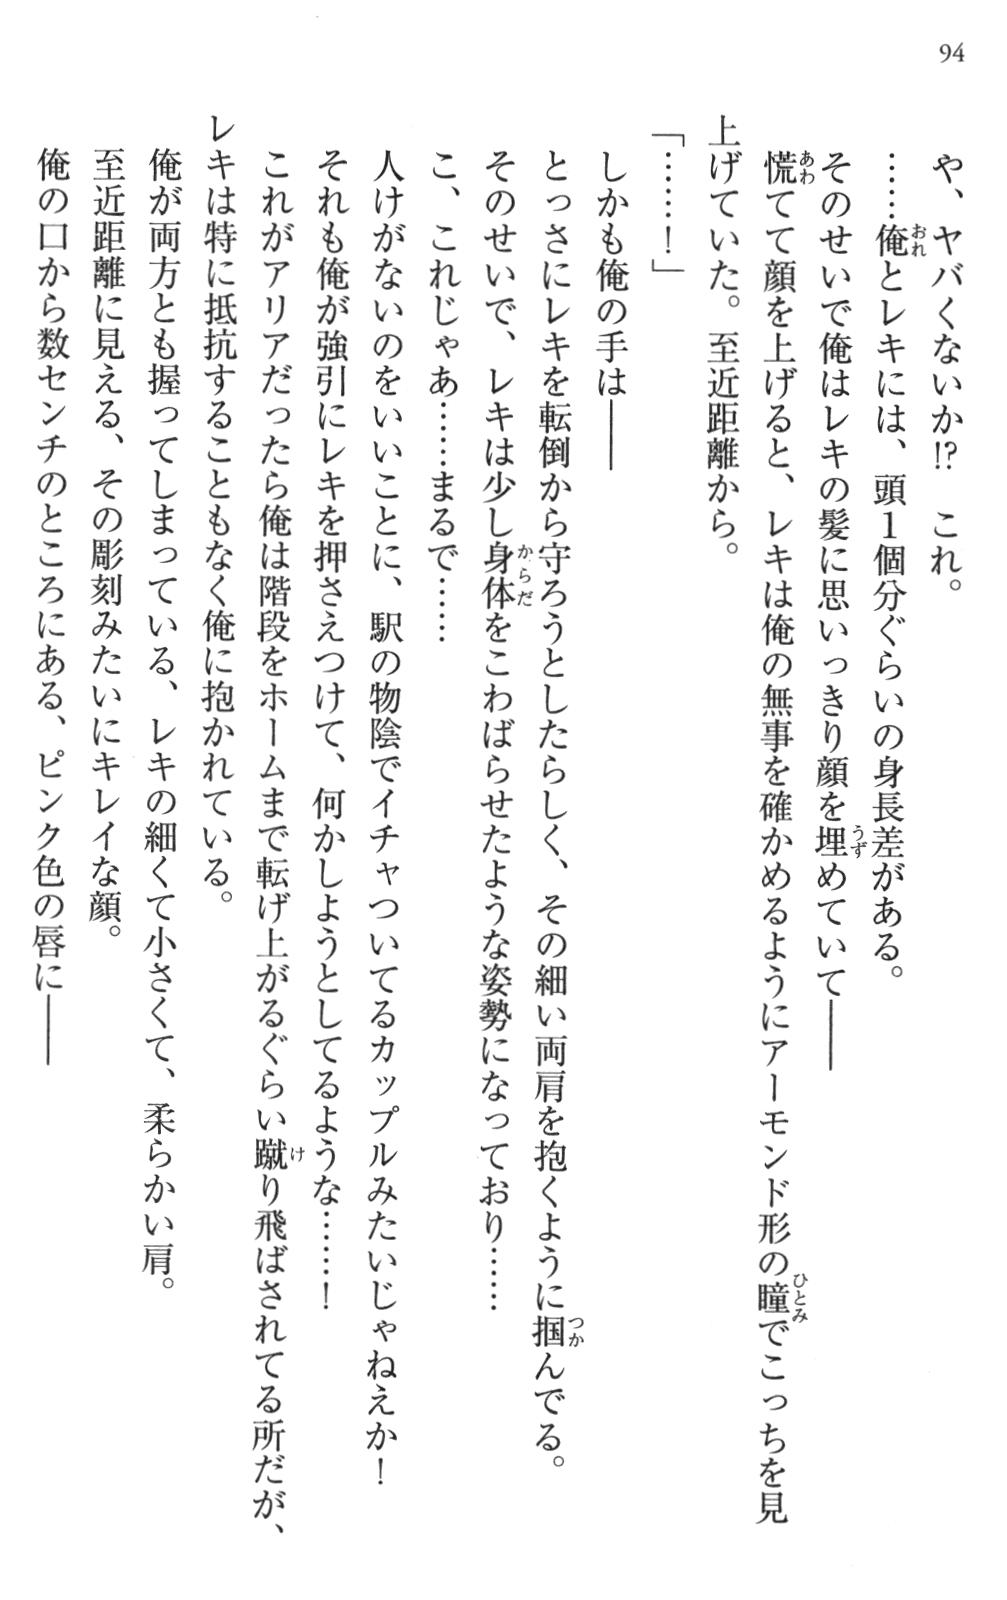 94
や、ヤバくないか!?　これ。
……俺とレキには、頭1個分ぐらいの身長差がある。
そのせいで俺はレキの髪に思いっきり顔を埋めていて――
慌てて顔を上げると、レキは俺の無事を確かめるようにアーモンド形の瞳でこっちを見
上げていた。至近距離から。
「……！」
しかも俺の手は――
とっさにレキを転倒から守ろうとしたらしく、その細い両肩を抱くように掴んでる。
そのせいで、レキは少し身体をこわばらせたような姿勢になっており……
こ、これじゃあ……まるで……
人けがないのをいいことに、駅の物陰でイチャついてるカップルみたいじゃねえか！
それも俺が強引にレキを押さえつけて、何かしようとしてるような……！
これがアリアだったら俺は階段をホームまで転げ上がるぐらい蹴り飛ばされてる所だが、
レキは特に抵抗することもなく俺に抱かれている。
俺が両方とも握ってしまっている、レキの細くて小さくて、柔らかい肩。
至近距離に見える、その彫刻みたいにキレイな顔。
俺の口から数センチのところにある、ピンク色の唇に――